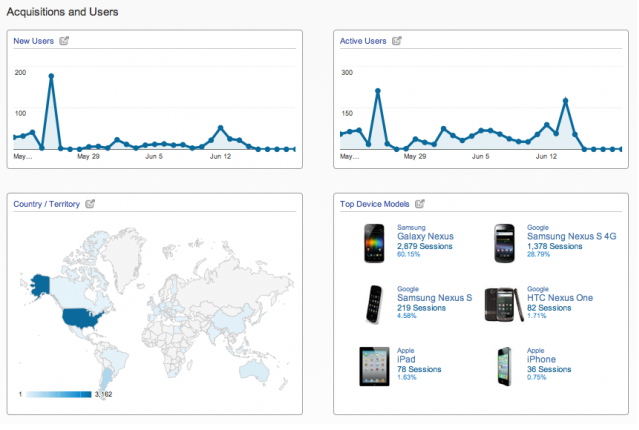 Acquisitions and Users
New Users
200
100
May...
May 29
Jun 5
Jun 12
Active Users
300
150
May...
May 29
Jun 5
Jun 12
Country / Territory
1
3,162
Top Device Models
Samsung
Galaxy Nexus
2,879 Sessions
60.15%
Google
Samsung Nexus S 4G
1,378 Sessions
28.79%
Google
Samsung Nexus S
219 Sessions
4.58%
Google
HTC Nexus One
82 Sessions
1.71%
Apple
iPad
78 Sessions
1.63%
Apple
iPhone
36 Sessions
0.75%